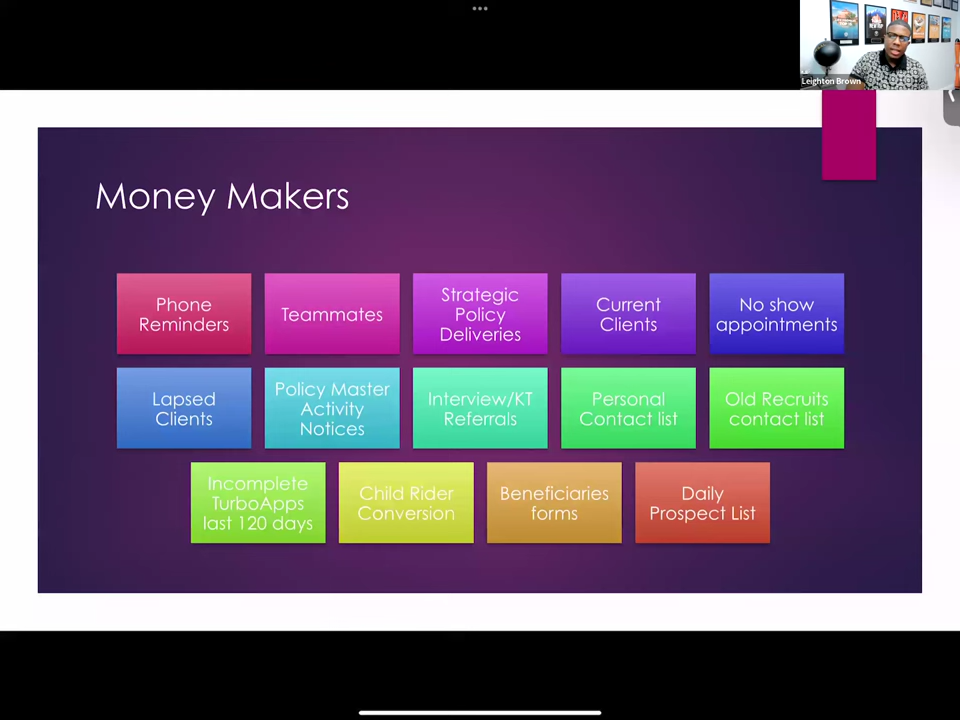 Leighton Brown
Money Makers
Phone
Reminders
Teammates
Strategic
Policy
Deliveries
Current
Clients
No show
appointments
Lapsed
Clients
Policy Master
Activity
Notices
Interview/KT
Referrals
Personal
Contact list
Old Recruits
contact list
Incomplete
TurboApps
last 120 days
Child Rider
Conversion
Beneficiaries
forms
Daily
Prospect List